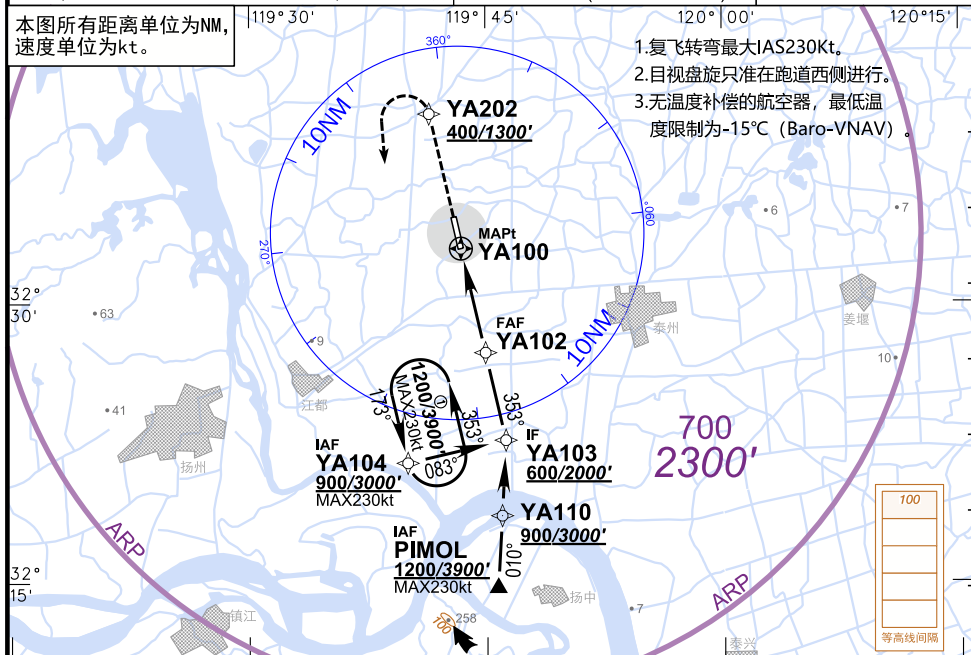 119°30'
119°45'
120°00'
120°15'
本图所有距离单位为NM,
速度单位为kt。
1.复飞转弯最大IAS230Kt。
2.目视盘旋只准在跑道西侧进行。
3.无温度补偿的航空器，最低温
度限制为-15℃（Baro-VNAV）。
360°
10NM
YA202
400/1300'
060°
6
7
270°
MAPt
YA100
32°
30'
63
9
FAF
YA102
10NM
泰州
姜堰
10
江都
41
扬州
173°
1200/3900'
MAX230kt
①
353°
083°
353°
IAF
YA104
900/3000'
MAX230kt
IF
YA103
600/2000'
700
2300'
YA110
900/3000'
IAF
PIMOL
1200/3900'
MAX230kt
010°
ARP
ARP
32°
15'
镇江
扬中
7
258
100
泰兴
100
等高线间隔